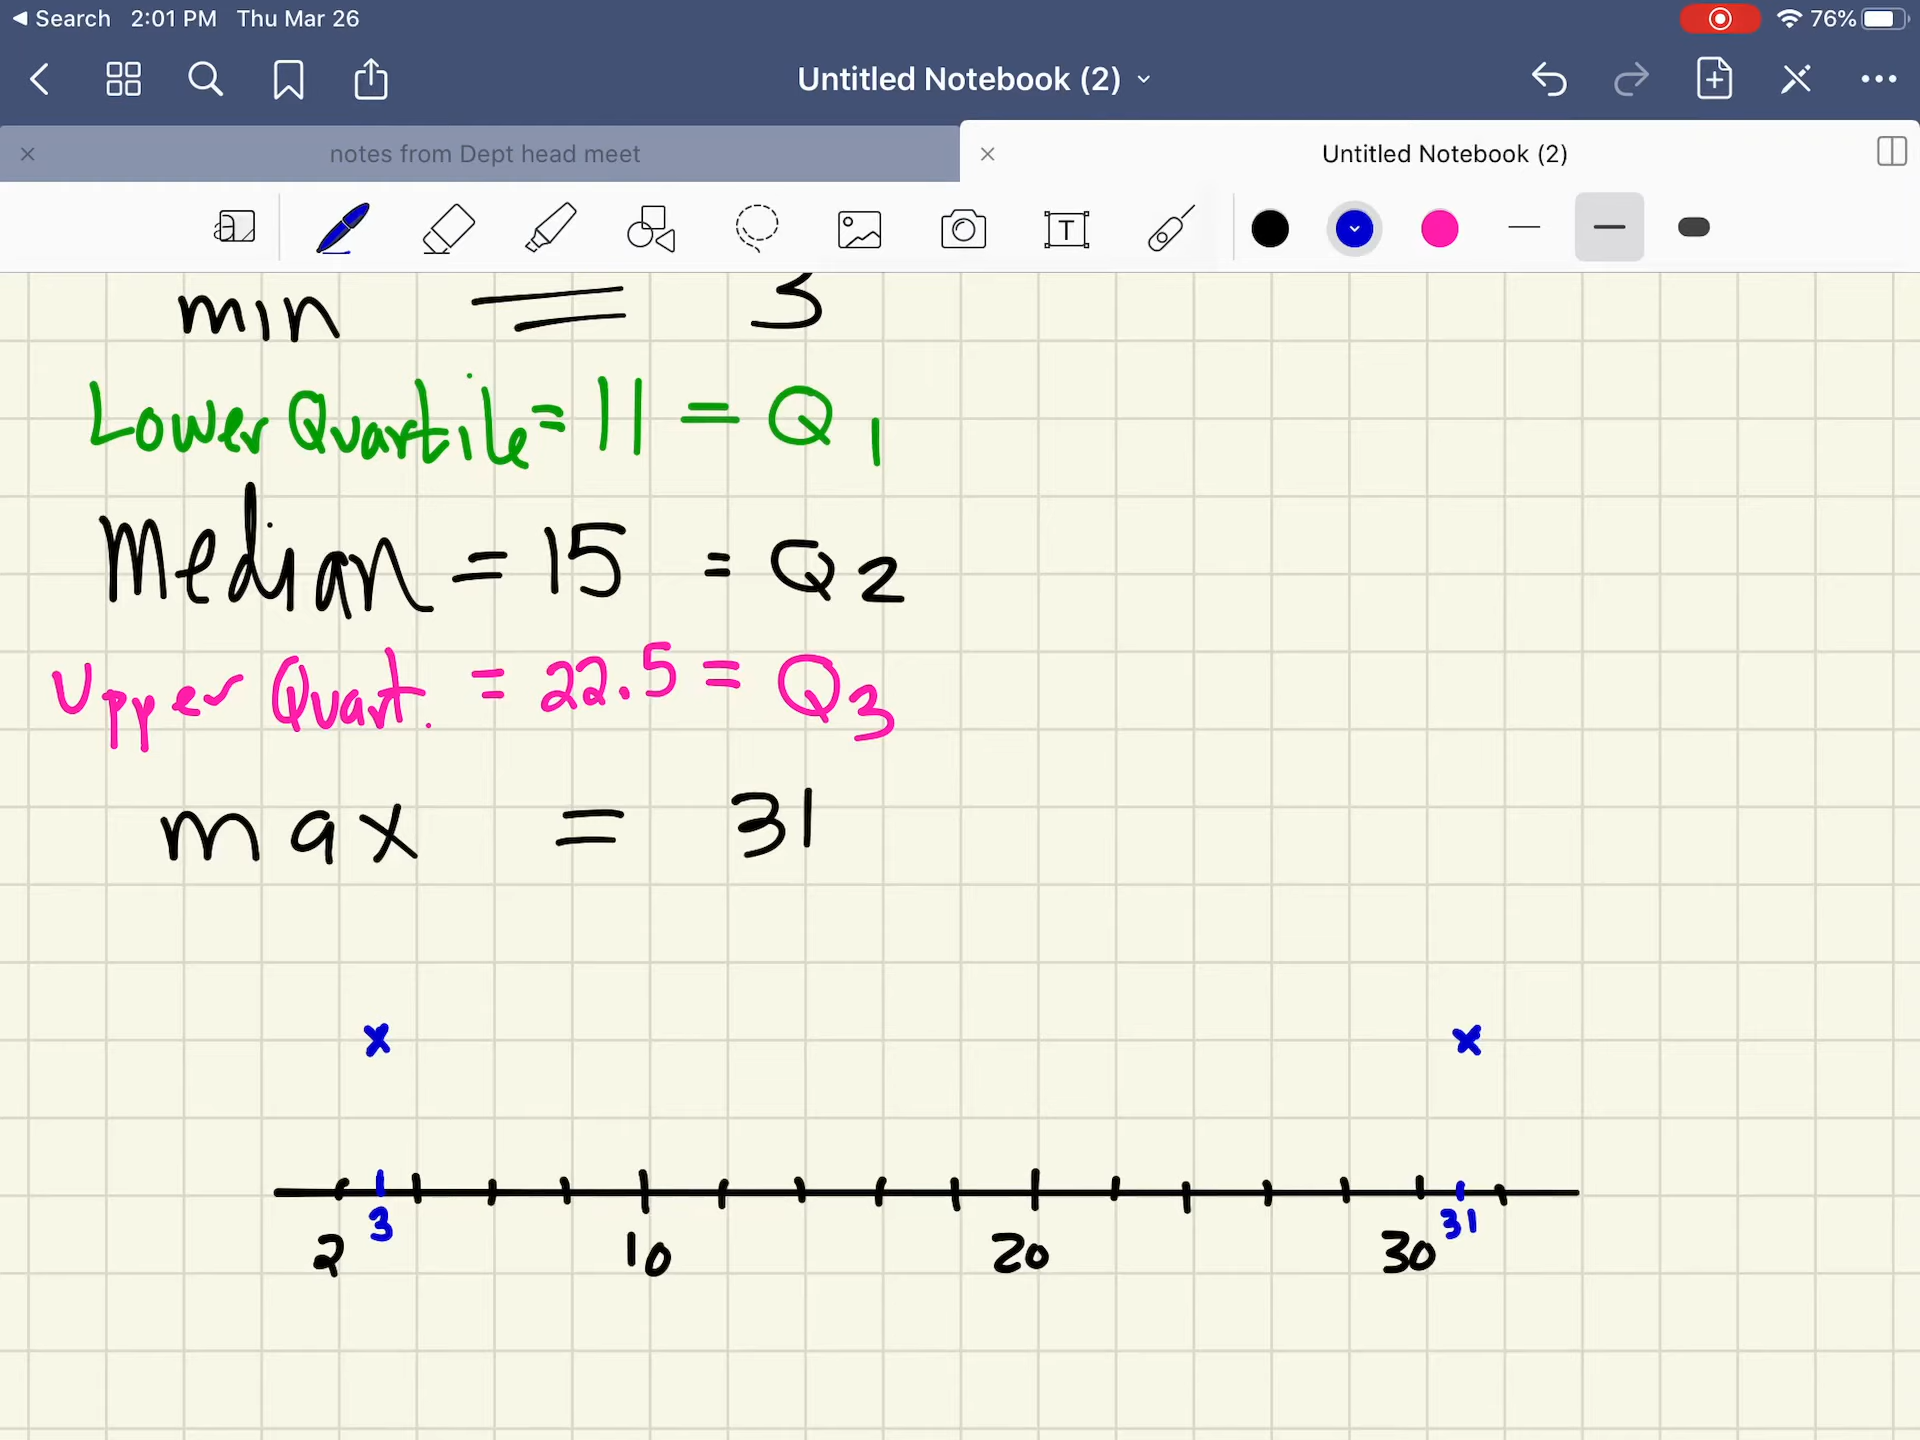 Search 2:01 PM Thu Mar 26 76%
Untitled Notebook (2)
notes from Dept head meet
Untitled Notebook (2)
min = 3
Lower Quartile = 11 = Q1
Median = 15 = Q2
Upper Quart. = 22.5 = Q3
max = 31
x x
3 31
2 10 20 30